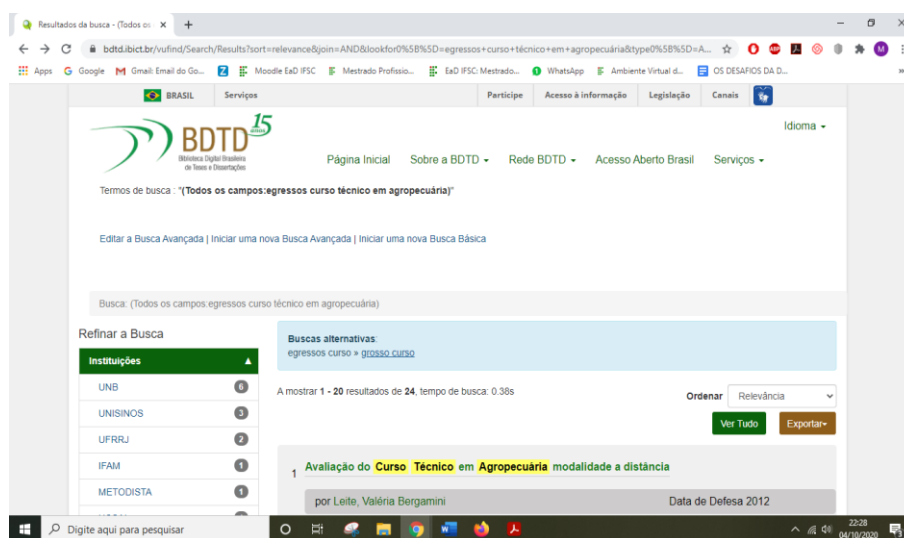 Resultados da busca - (Todos os
bdtd.ibict.br/vufind/Search/Results?sort=relevance&join=AND&lookfor0%5B%5D=egressos+curso+técnico+em+agropecuária&type0%5B%5D=A...
Apps Google Gmail: Email do Go... Moodle EaD IFSC Mestrado Profissio... EaD IFSC: Mestrado... WhatsApp Ambiente Virtual d... OS DESAFIOS DA D...
BRASIL Serviços Participe Acesso à informação Legislação Canais
Idioma
15 anos
BDTD
Biblioteca Digital Brasileira
de Teses e Dissertações
Página Inicial Sobre a BDTD Rede BDTD Acesso Aberto Brasil Serviços
Termos de busca : "(Todos os campos:egressos curso técnico em agropecuária)"
Editar a Busca Avançada | Iniciar uma nova Busca Avançada | Iniciar uma nova Busca Básica
Busca: (Todos os campos:egressos curso técnico em agropecuária)
Refinar a Busca
Instituições
UNB 6
UNISINOS 3
UFRRJ 2
IFAM 1
METODISTA 1
Buscas alternativas:
egressos curso » grosso curso
A mostrar 1 - 20 resultados de 24, tempo de busca: 0.38s
Ordenar Relevância
Ver Tudo Exportar
1 Avaliação do Curso Técnico em Agropecuária modalidade a distância
por Leite, Valéria Bergamini Data de Defesa 2012
Digite aqui para pesquisar
22:28
04/10/2020